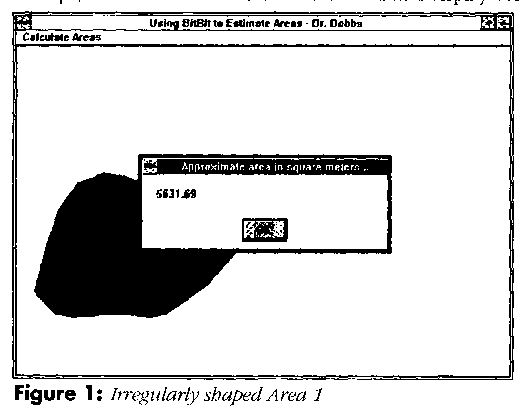 Using BitBlt to Estimate Areas - Dr. Dobbs
Calculate Areas
Approximate area in square meters...
5631.69
Figure 1: Irregularly shaped Area 1